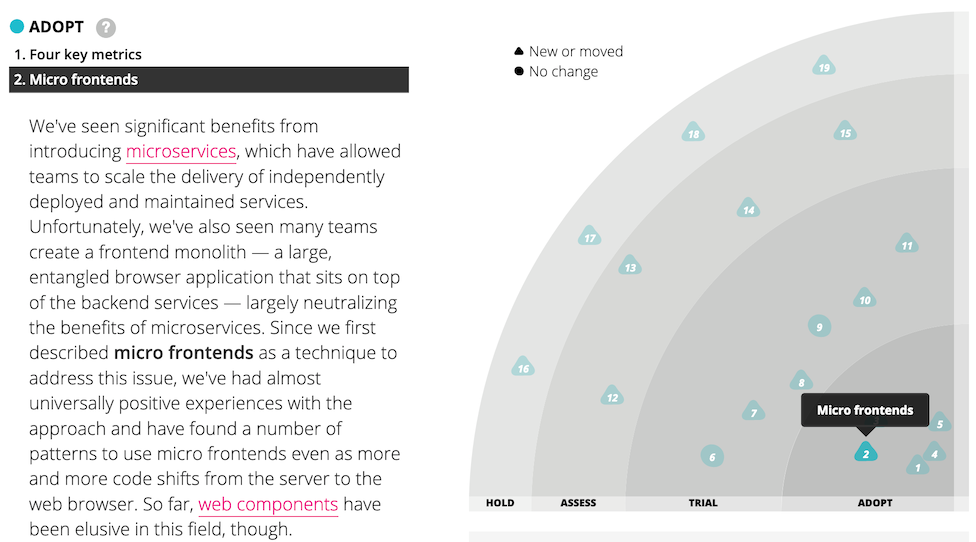 ADOPT ?
1. Four key metrics
2. Micro frontends
We've seen significant benefits from
introducing microservices, which have allowed
teams to scale the delivery of independently
deployed and maintained services.
Unfortunately, we've also seen many teams
create a frontend monolith — a large,
entangled browser application that sits on top
of the backend services — largely neutralizing
the benefits of microservices. Since we first
described micro frontends as a technique to
address this issue, we've had almost
universally positive experiences with the
approach and have found a number of
patterns to use micro frontends even as more
and more code shifts from the server to the
web browser. So far, web components have
been elusive in this field, though.
New or moved
No change
19
18
15
14
17
13
11
10
9
16
8
12
7
Micro frontends
5
6
2
4
1
HOLD ASSESS TRIAL ADOPT